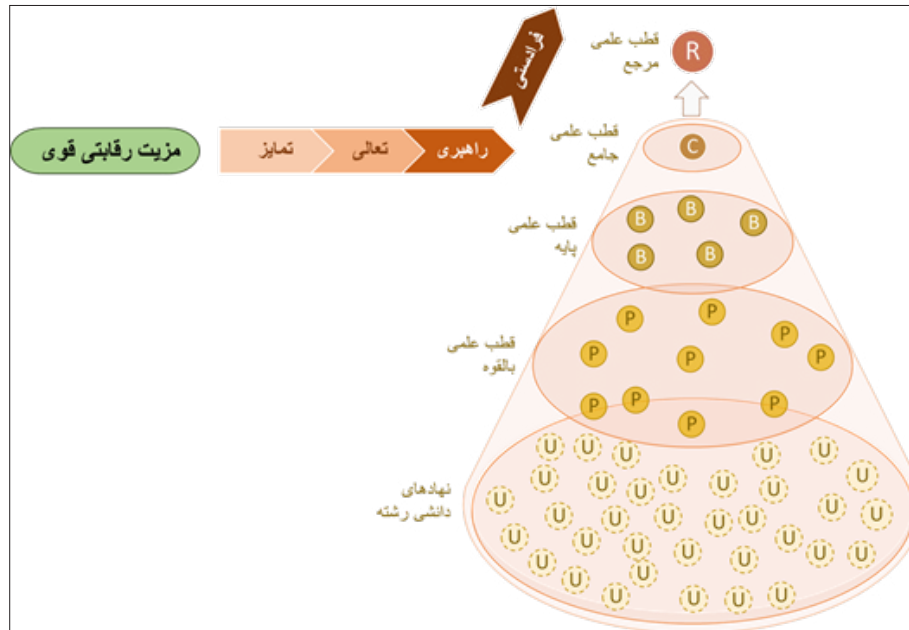 R
قطب علمی
مرجع
فرادستی
C
قطب علمی
جامع
راهبری
تعالی
تمایز
مزیت رقابتی قوی
B B B
B B
قطب علمی
پایه
P P P
P P P
P P P
P
قطب علمی
بالقوه
U U U U U
U U U U U U U
U U U U U U U U
U U U U U U U U
U U U U U U U
نهادهای
دانشی رشته